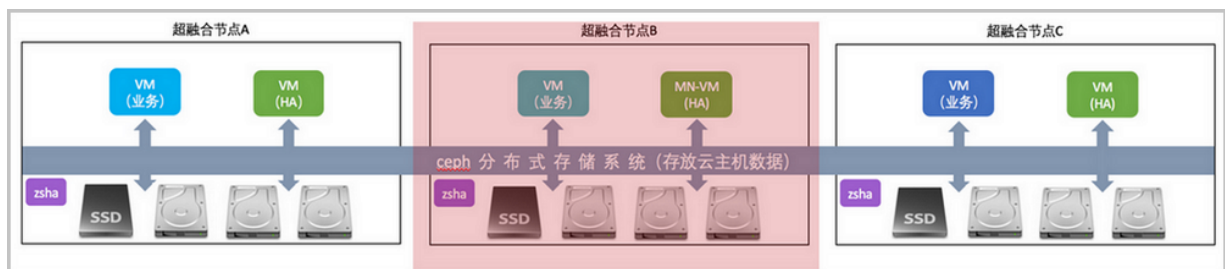 超融合节点A
超融合节点B
超融合节点C
VM
(业务)
VM
(HA)
VM
(业务)
MN-VM
(HA)
VM
(业务)
VM
(HA)
ceph 分 布 式 存 储 系 统 (存放云主机数据)
zsha
SSD
zsha
SSD
zsha
SSD